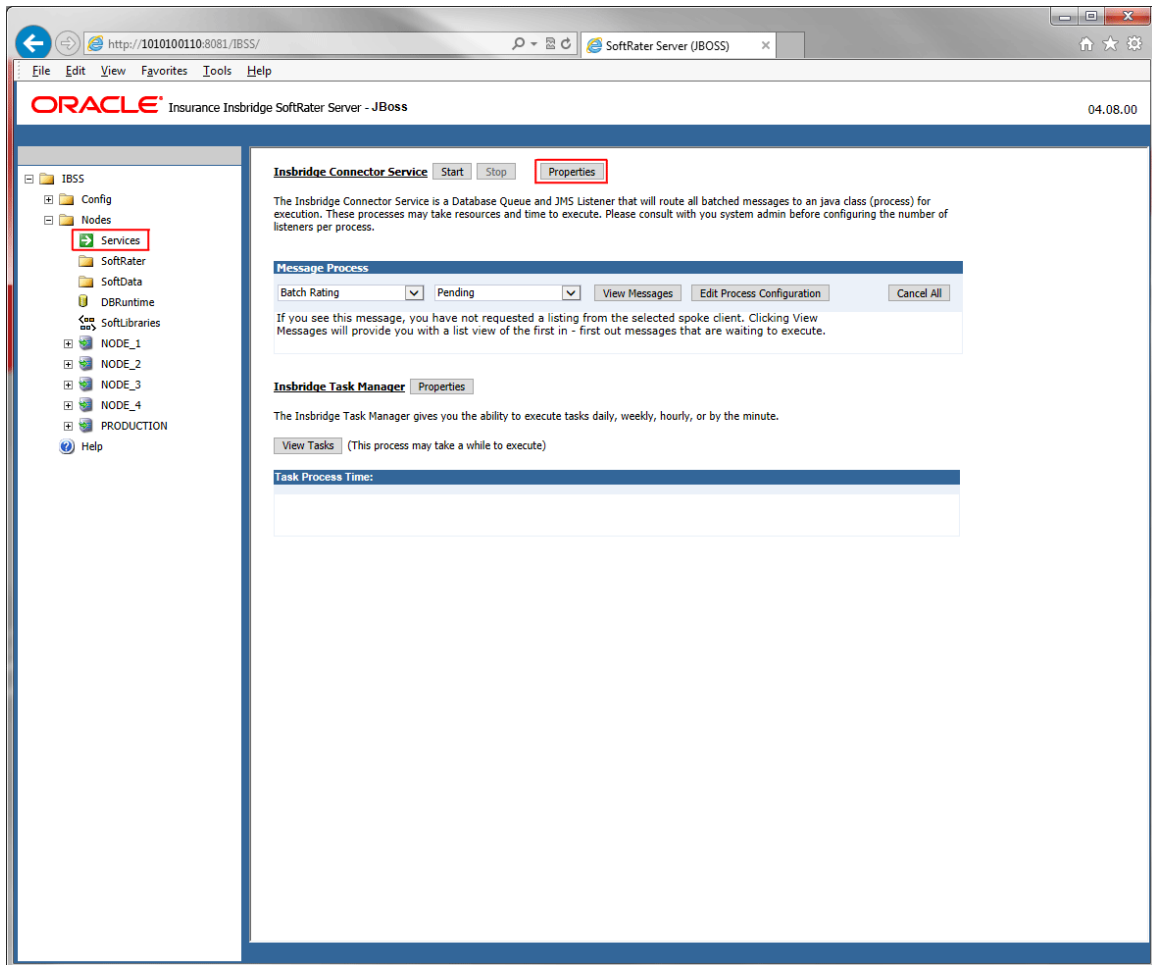 http://1010100110:8081/IBSS/
SoftRater Server (JBOSS)
File Edit View Favorites Tools Help
ORACLE Insurance Insbridge SoftRater Server - JBoss
04.08.00
IBSS
Config
Nodes
Services
SoftRater
SoftData
DBRuntime
SoftLibraries
NODE_1
NODE_2
NODE_3
NODE_4
PRODUCTION
Help
Insbridge Connector Service Start Stop Properties
The Insbridge Connector Service is a Database Queue and JMS Listener that will route all batched messages to an java class (process) for
execution. These processes may take resources and time to execute. Please consult with you system admin before configuring the number of
listeners per process.
Message Process
Batch Rating Pending View Messages Edit Process Configuration Cancel All
If you see this message, you have not requested a listing from the selected spoke client. Clicking View
Messages will provide you with a list view of the first in - first out messages that are waiting to execute.
Insbridge Task Manager Properties
The Insbridge Task Manager gives you the ability to execute tasks daily, weekly, hourly, or by the minute.
View Tasks (This process may take a while to execute)
Task Process Time: